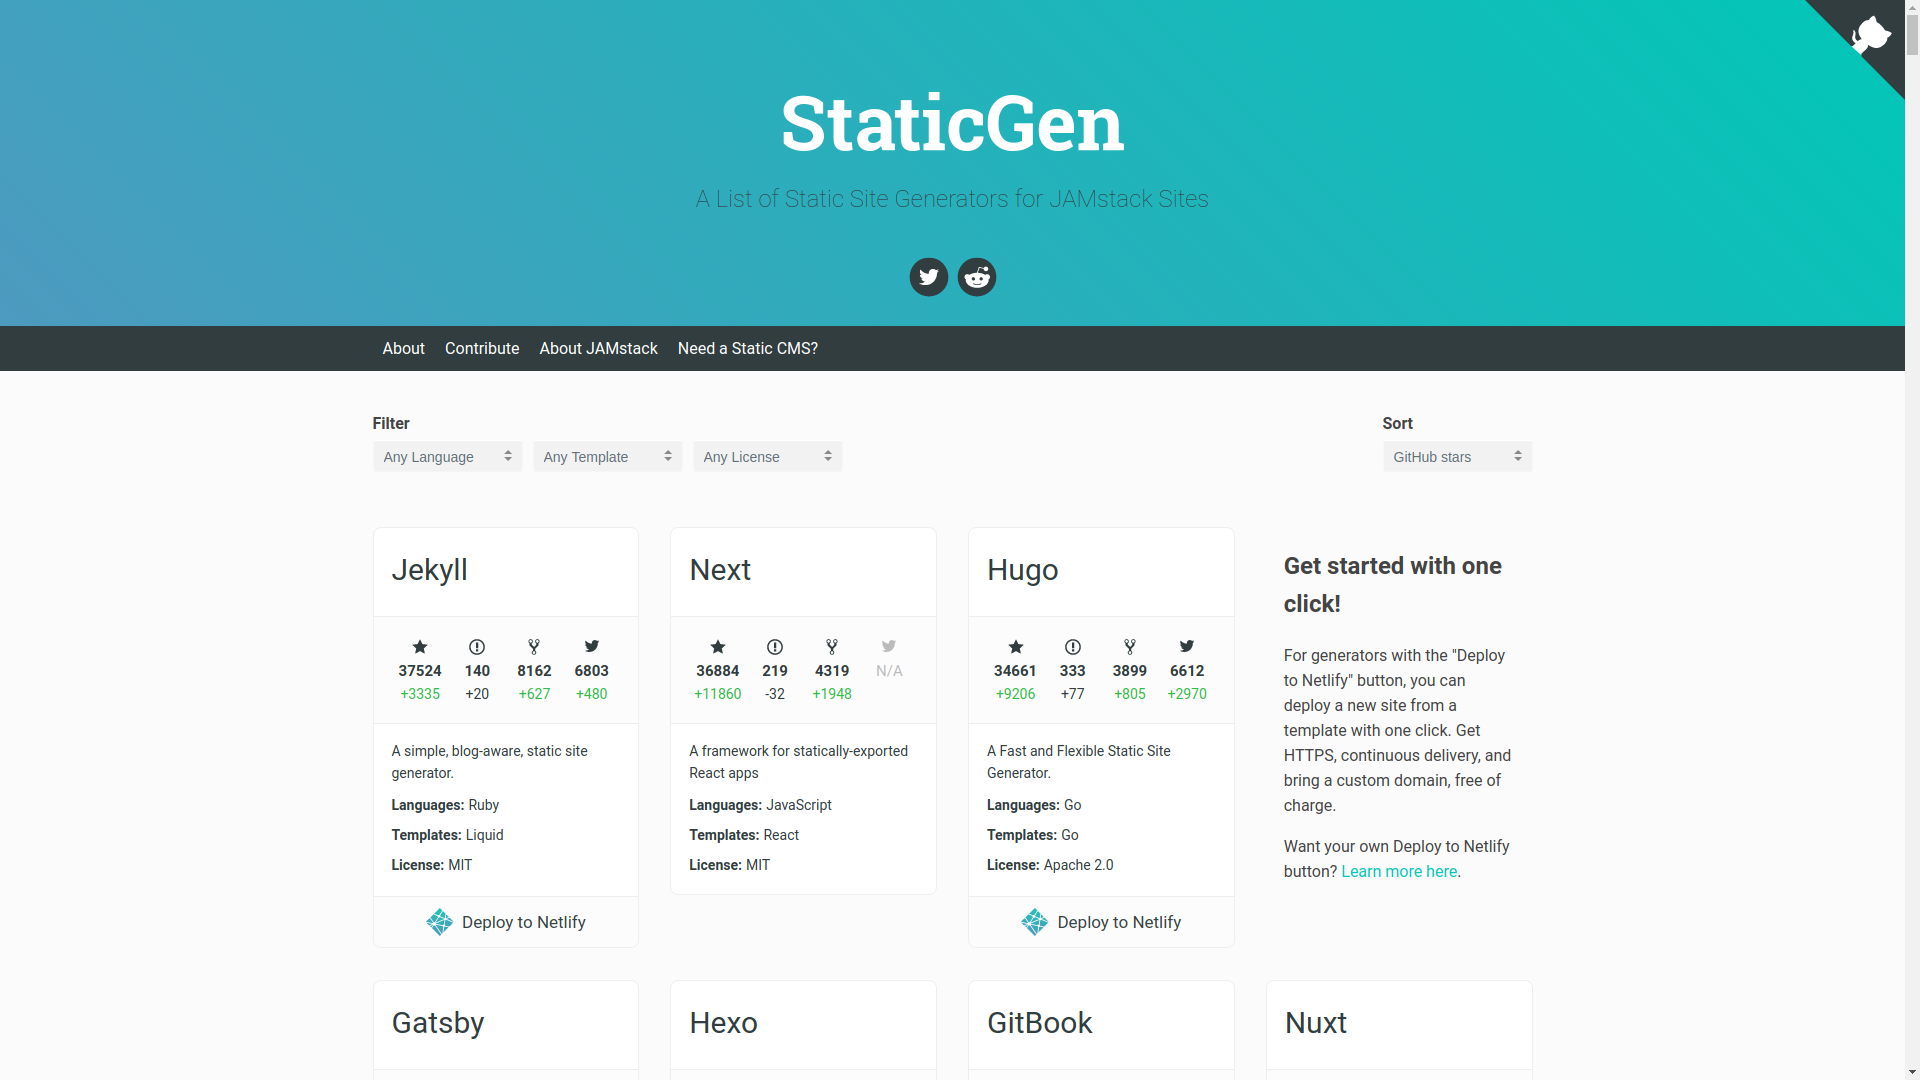 StaticGen
A List of Static Site Generators for JAMstack Sites
About Contribute About JAMstack Need a Static CMS?
Filter
Sort
Any Language Any Template Any License
GitHub stars
Jekyll
37524 140 8162 6803
+3335 +20 +627 +480
A simple, blog-aware, static site
generator.
Languages: Ruby
Templates: Liquid
License: MIT
Deploy to Netlify
Next
36884 219 4319 N/A
+11860 -32 +1948
A framework for statically-exported
React apps
Languages: JavaScript
Templates: React
License: MIT
Hugo
34661 333 3899 6612
+9206 +77 +805 +2970
A Fast and Flexible Static Site
Generator.
Languages: Go
Templates: Go
License: Apache 2.0
Deploy to Netlify
Get started with one
click!
For generators with the "Deploy
to Netlify" button, you can
deploy a new site from a
template with one click. Get
HTTPS, continuous delivery, and
bring a custom domain, free of
charge.
Want your own Deploy to Netlify
button? Learn more here.
Gatsby
Hexo
GitBook
Nuxt